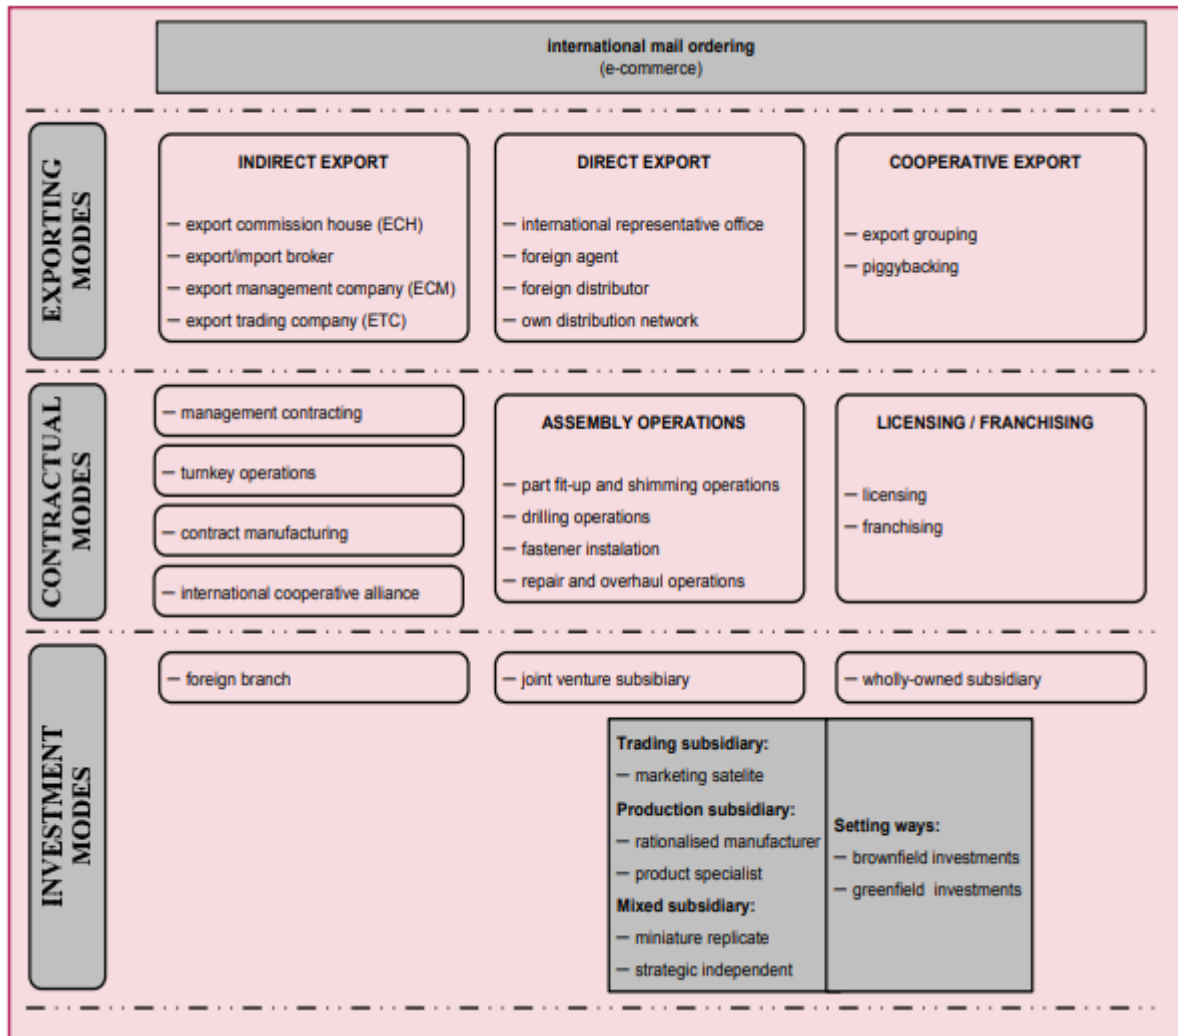 international mail ordering
(e-commerce)
EXPORTING
MODES
INDIRECT EXPORT
— export commission house (ECH)
— export/import broker
— export management company (ECM)
— export trading company (ETC)
DIRECT EXPORT
— international representative office
— foreign agent
— foreign distributor
— own distribution network
COOPERATIVE EXPORT
— export grouping
— piggybacking
CONTRACTUAL
MODES
— management contracting
— turnkey operations
— contract manufacturing
— international cooperative alliance
ASSEMBLY OPERATIONS
— part fit-up and shimming operations
— drilling operations
— fastener instalation
— repair and overhaul operations
LICENSING / FRANCHISING
— licensing
— franchising
INVESTMENT
MODES
— foreign branch
— joint venture subsibiary
— wholly-owned subsidiary
Trading subsidiary:
— marketing satelite
Production subsidiary:
— rationalised manufacturer
— product specialist
Mixed subsidiary:
— miniature replicate
— strategic independent
Setting ways:
— brownfield investments
— greenfield investments